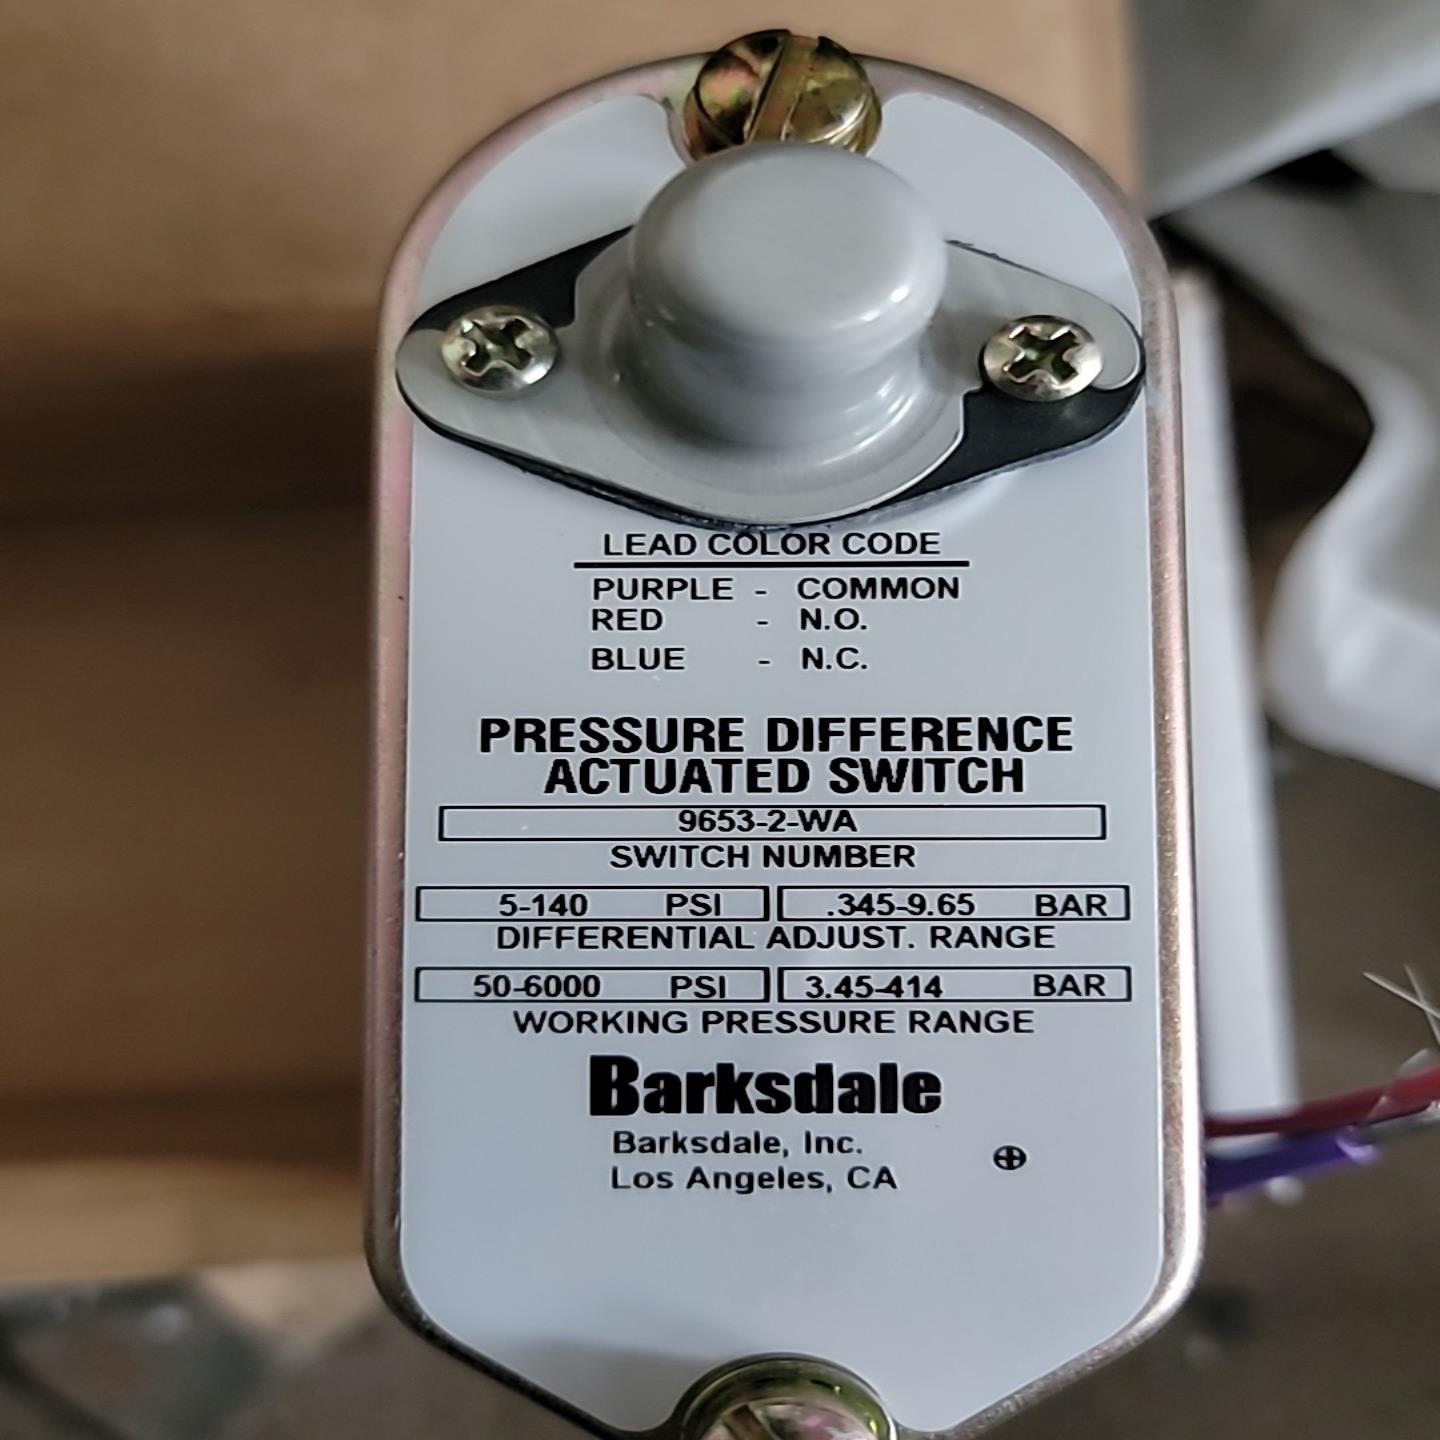 LEAD COLOR CODE
PURPLE - COMMON
RED - N.O.
BLUE - N.C.
PRESSURE DIFFERENCE
ACTUATED SWITCH
9653-2-WA
SWITCH NUMBER
5-140 PSI .345-9.65 BAR
DIFFERENTIAL ADJUST. RANGE
50-6000 PSI 3.45-414 BAR
WORKING PRESSURE RANGE
Barksdale
Barksdale, Inc.
Los Angeles, CA